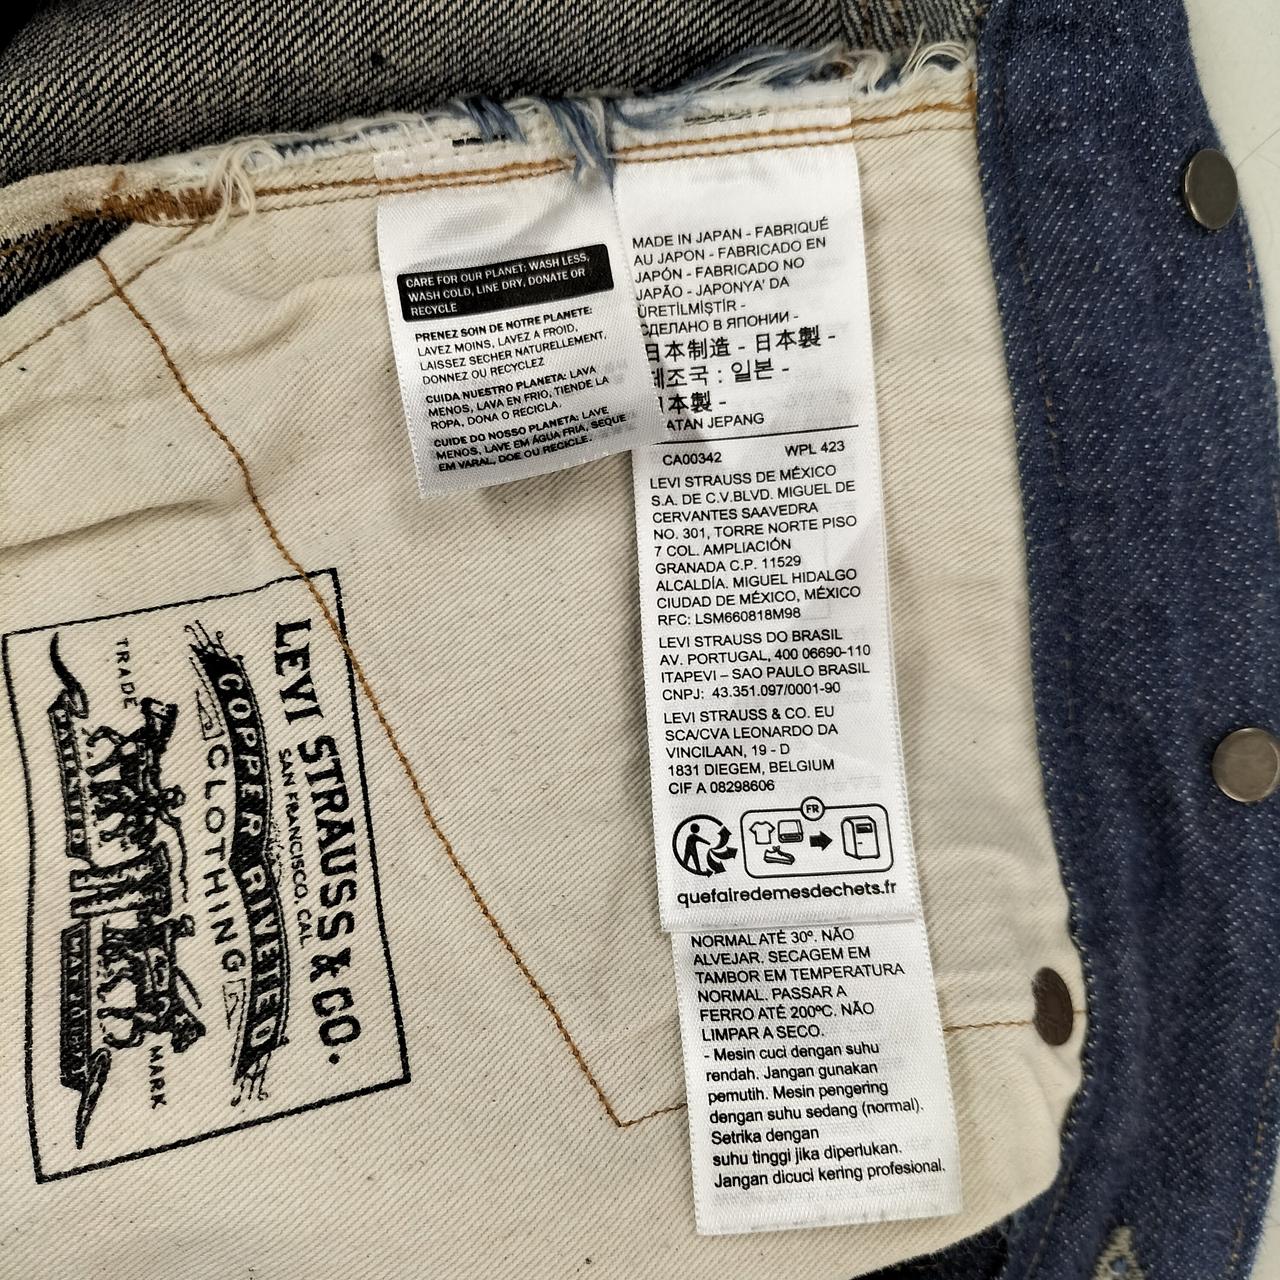 CARE FOR OUR PLANET: WASH LESS,
WASH COLD, LINE DRY, DONATE OR
RECYCLE
PRENEZ SOIN DE NOTRE PLANETE:
LAVEZ MOINS, LAVEZ A FROID,
LAISSEZ SECHER NATURELLEMENT,
DONNEZ OU RECYCLEZ
CUIDA NUESTRO PLANETA: LAVA
MENOS, LAVA EN FRIO, TIENDE LA
ROPA, DONA O RECICLA.
CUIDE DO NOSSO PLANETA: LAVE
MENOS, LAVE EM ÁGUA FRIA, SEQUE
EM VARAL, DOE OU RECICLE.
MADE IN JAPAN - FABRIQUÉ
AU JAPON - FABRICADO EN
JAPÓN - FABRICADO NO
JAPÃO - JAPONYA' DA
ÜRETİLMİŞTİR -
СДЕЛАНО В ЯПОНИИ -
日本制造 - 日本製 -
제조국 : 일본 -
日本製 -
ATAN JEPANG
CA00342 WPL 423
LEVI STRAUSS DE MÉXICO
S.A. DE C.V.BLVD. MIGUEL DE
CERVANTES SAAVEDRA
NO. 301, TORRE NORTE PISO
7 COL. AMPLIACIÓN
GRANADA C.P. 11529
ALCALDÍA. MIGUEL HIDALGO
CIUDAD DE MÉXICO, MÉXICO
RFC: LSM660818M98
LEVI STRAUSS DO BRASIL
AV. PORTUGAL, 400 06690-110
ITAPEVI – SAO PAULO BRASIL
CNPJ: 43.351.097/0001-90
LEVI STRAUSS & CO. EU
SCA/CVA LEONARDO DA
VINCILAAN, 19 - D
1831 DIEGEM, BELGIUM
CIF A 08298606
FR
quefairedemesdechets.fr
NORMAL ATÉ 30º. NÃO
ALVEJAR. SECAGEM EM
TAMBOR EM TEMPERATURA
NORMAL. PASSAR A
FERRO ATÉ 200ºC. NÃO
LIMPAR A SECO.
- Mesin cuci dengan suhu
rendah. Jangan gunakan
pemutih. Mesin pengering
dengan suhu sedang (normal).
Setrika dengan
suhu tinggi jika diperlukan.
Jangan dicuci kering profesional.
LEVI STRAUSS & CO.
SAN FRANCISCO, CAL
COPPER RIVETED
CLOTHING
TRADE MARK